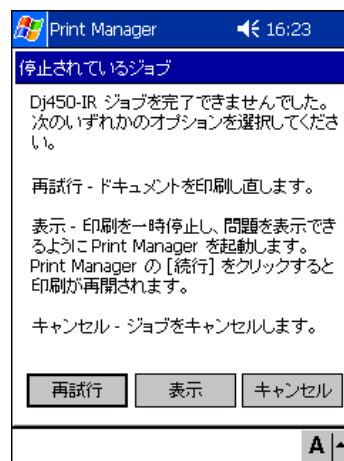 Print Manager 16:23
停止されているジョブ
Dj450-IR ジョブを完了できませんでした。
次のいずれかのオプションを選択してくださ
い。
再試行 - ドキュメントを印刷し直します。
表示 - 印刷を一時停止し、問題を表示でき
るように Print Manager を起動します。
Print Manager の [続行] をクリックすると
印刷が再開されます。
キャンセル - ジョブをキャンセルします。
再試行 表示 キャンセル
A